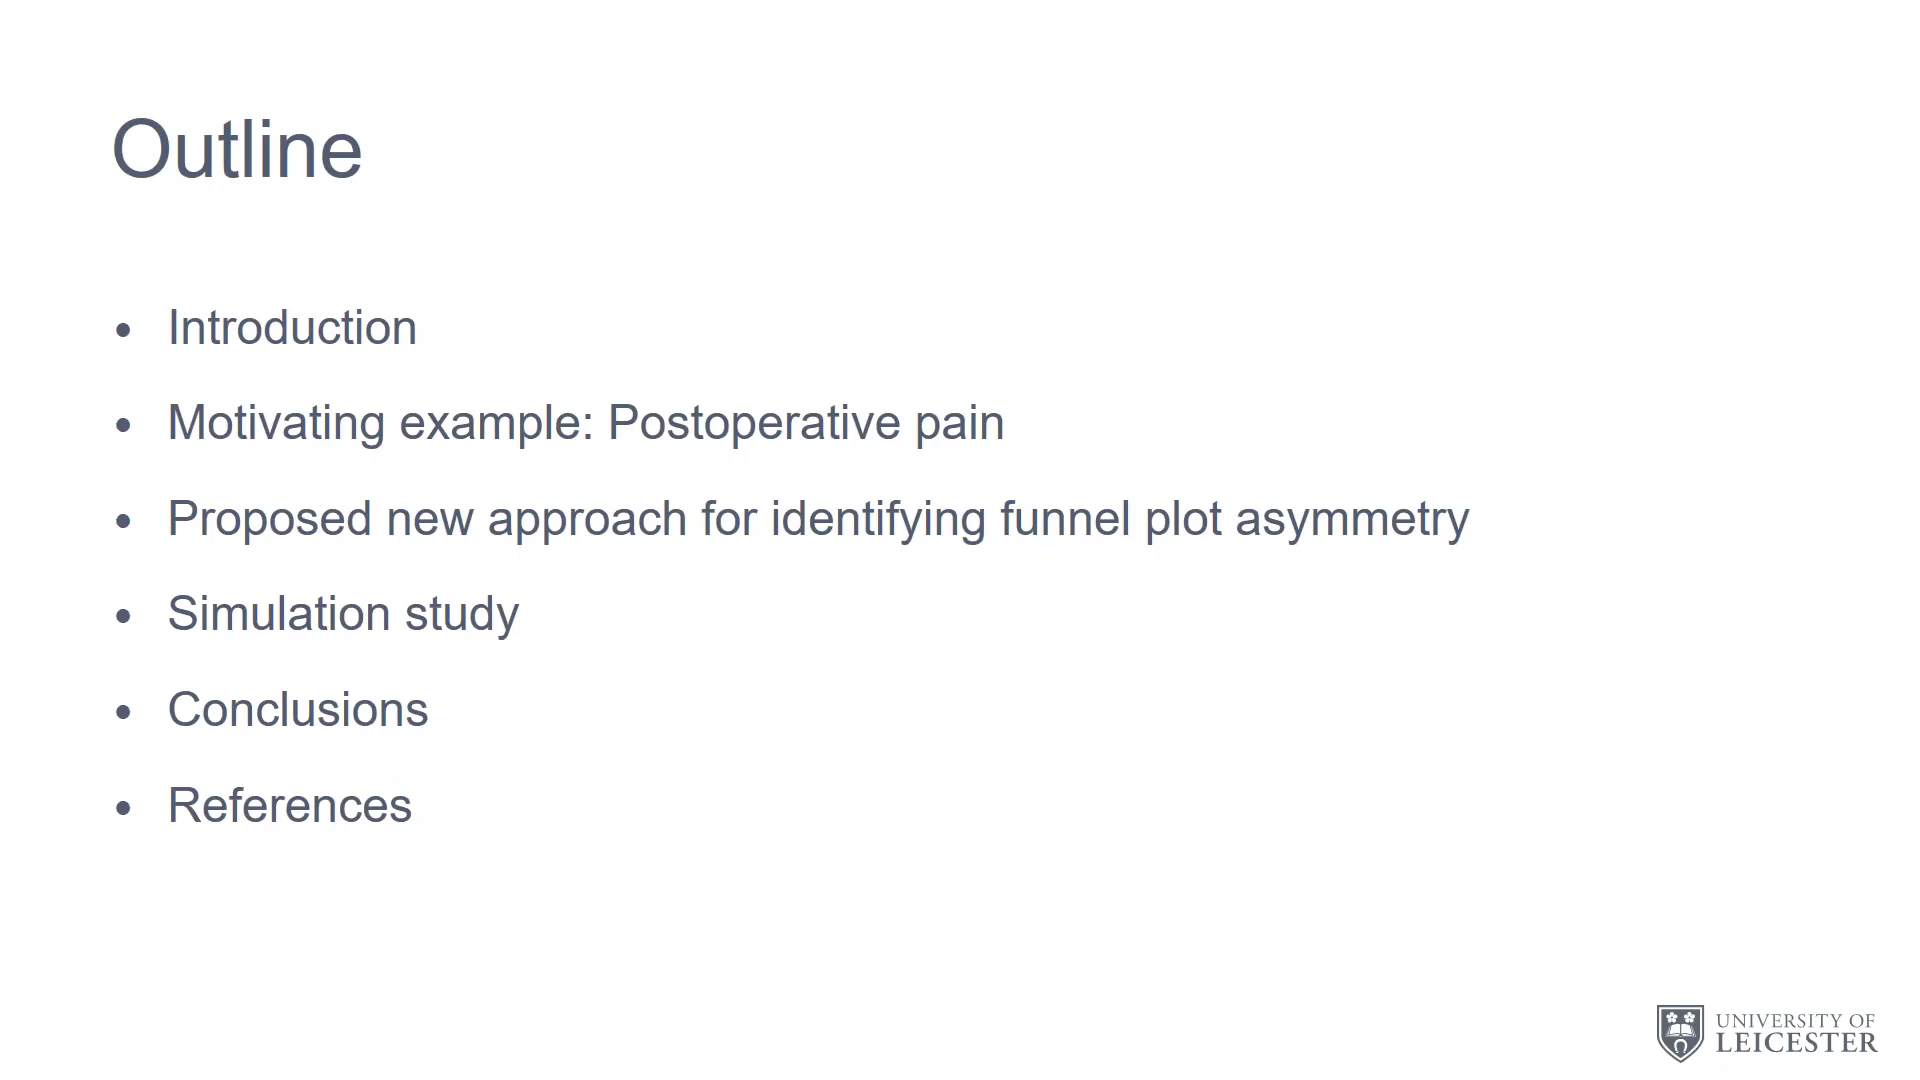 Outline
• Introduction
• Motivating example: Postoperative pain
• Proposed new approach for identifying funnel plot asymmetry
• Simulation study
• Conclusions
• References
UNIVERSITY OF
LEICESTER